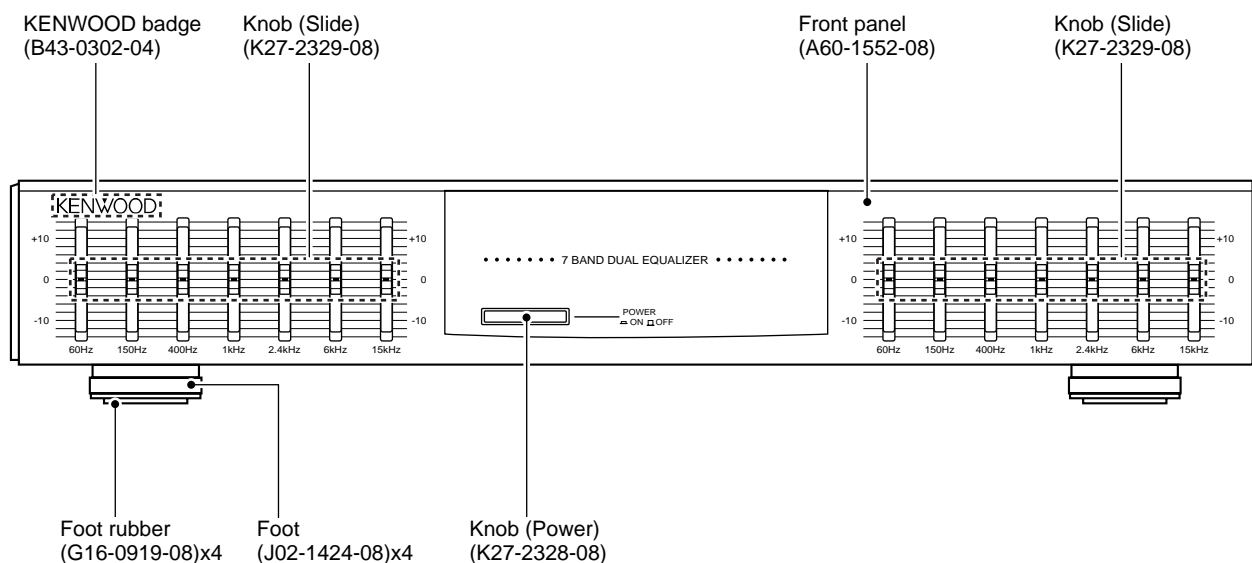 KENWOOD badge
(B43-0302-04)
Knob (Slide)
(K27-2329-08)
Front panel
(A60-1552-08)
Knob (Slide)
(K27-2329-08)
KENWOOD
+10
+10
0
0
-10
-10
60Hz 150Hz 400Hz 1kHz 2.4kHz 6kHz 15kHz
7 BAND DUAL EQUALIZER
POWER
ON OFF
+10
+10
0
0
-10
-10
60Hz 150Hz 400Hz 1kHz 2.4kHz 6kHz 15kHz
Foot rubber
(G16-0919-08)x4
Foot
(J02-1424-08)x4
Knob (Power)
(K27-2328-08)